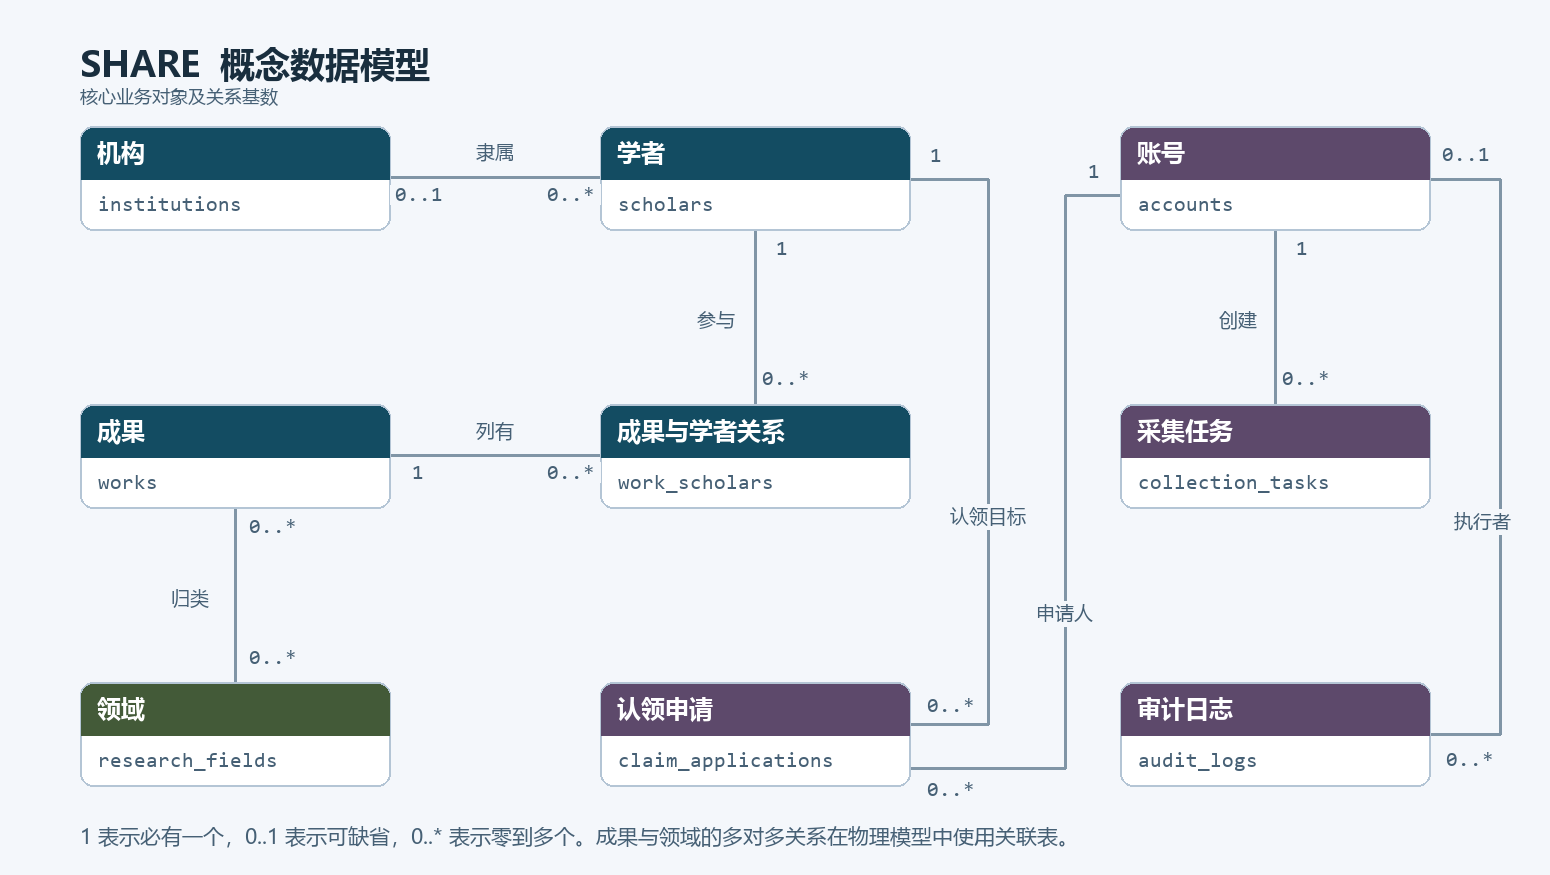 SHARE 概念数据模型
核心业务对象及关系基数
机构
institutions
隶属
0..1
0..*
学者
scholars
1
1
账号
accounts
0..1
1
参与
0..*
1
创建
0..*
成果
works
列有
1
0..*
成果与学者关系
work_scholars
采集任务
collection_tasks
认领目标
执行者
0..*
归类
0..*
申请人
领域
research_fields
认领申请
claim_applications
0..*
0..*
审计日志
audit_logs
0..*
1 表示必有一个，0..1 表示可缺省，0..* 表示零到多个。成果与领域的多对多关系在物理模型中使用关联表。